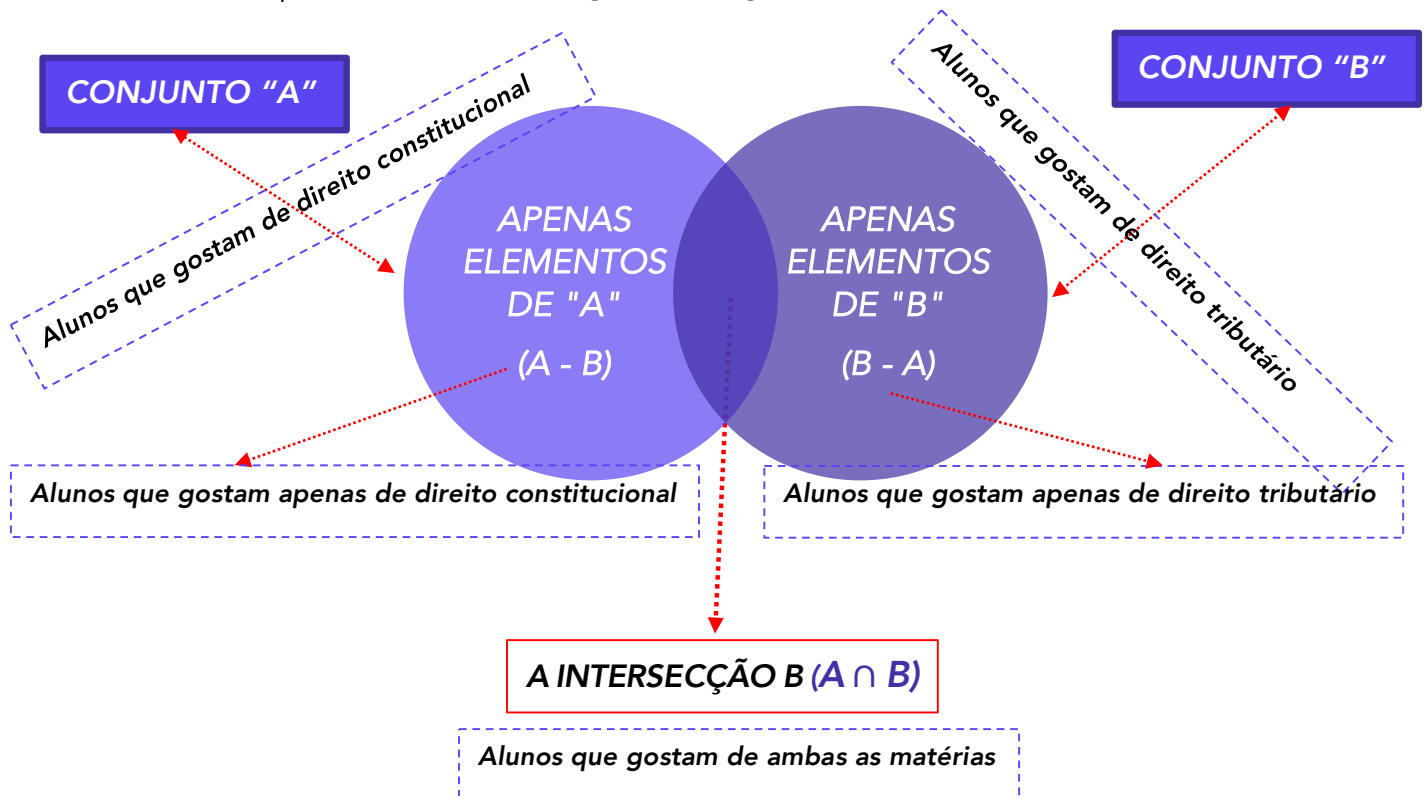 CONJUNTO “A”
CONJUNTO “B”
Alunos que gostam de direito constitucional
Alunos que gostam de direito tributário
APENAS
ELEMENTOS
DE "A"
(A - B)
APENAS
ELEMENTOS
DE "B"
(B - A)
Alunos que gostam apenas de direito constitucional
Alunos que gostam apenas de direito tributário
A INTERSECÇÃO B (A ∩ B)
Alunos que gostam de ambas as matérias